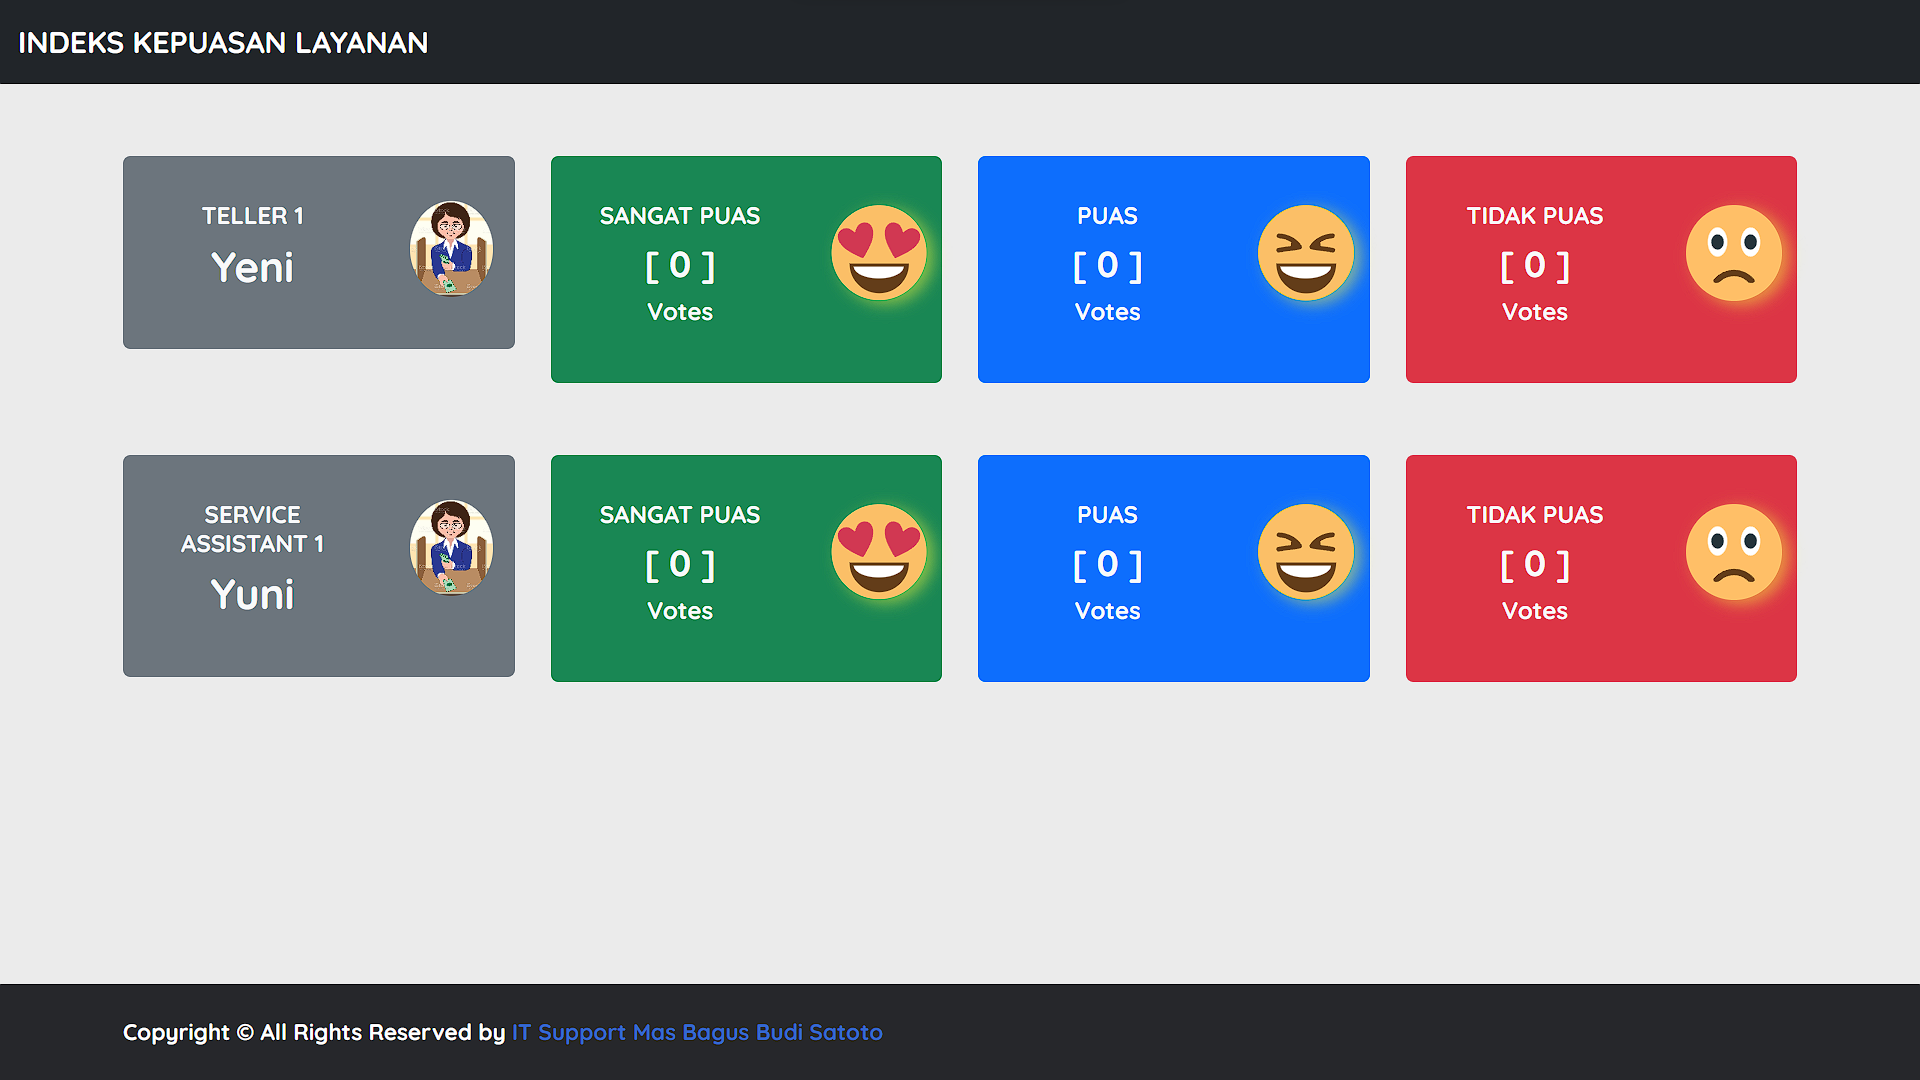 INDEKS KEPUASAN LAYANAN
TELLER 1
Yeni
SANGAT PUAS
[ 0 ]
Votes
PUAS
[ 0 ]
Votes
TIDAK PUAS
[ 0 ]
Votes
SERVICE
ASSISTANT 1
Yuni
SANGAT PUAS
[ 0 ]
Votes
PUAS
[ 0 ]
Votes
TIDAK PUAS
[ 0 ]
Votes
Copyright © All Rights Reserved by IT Support Mas Bagus Budi Satoto